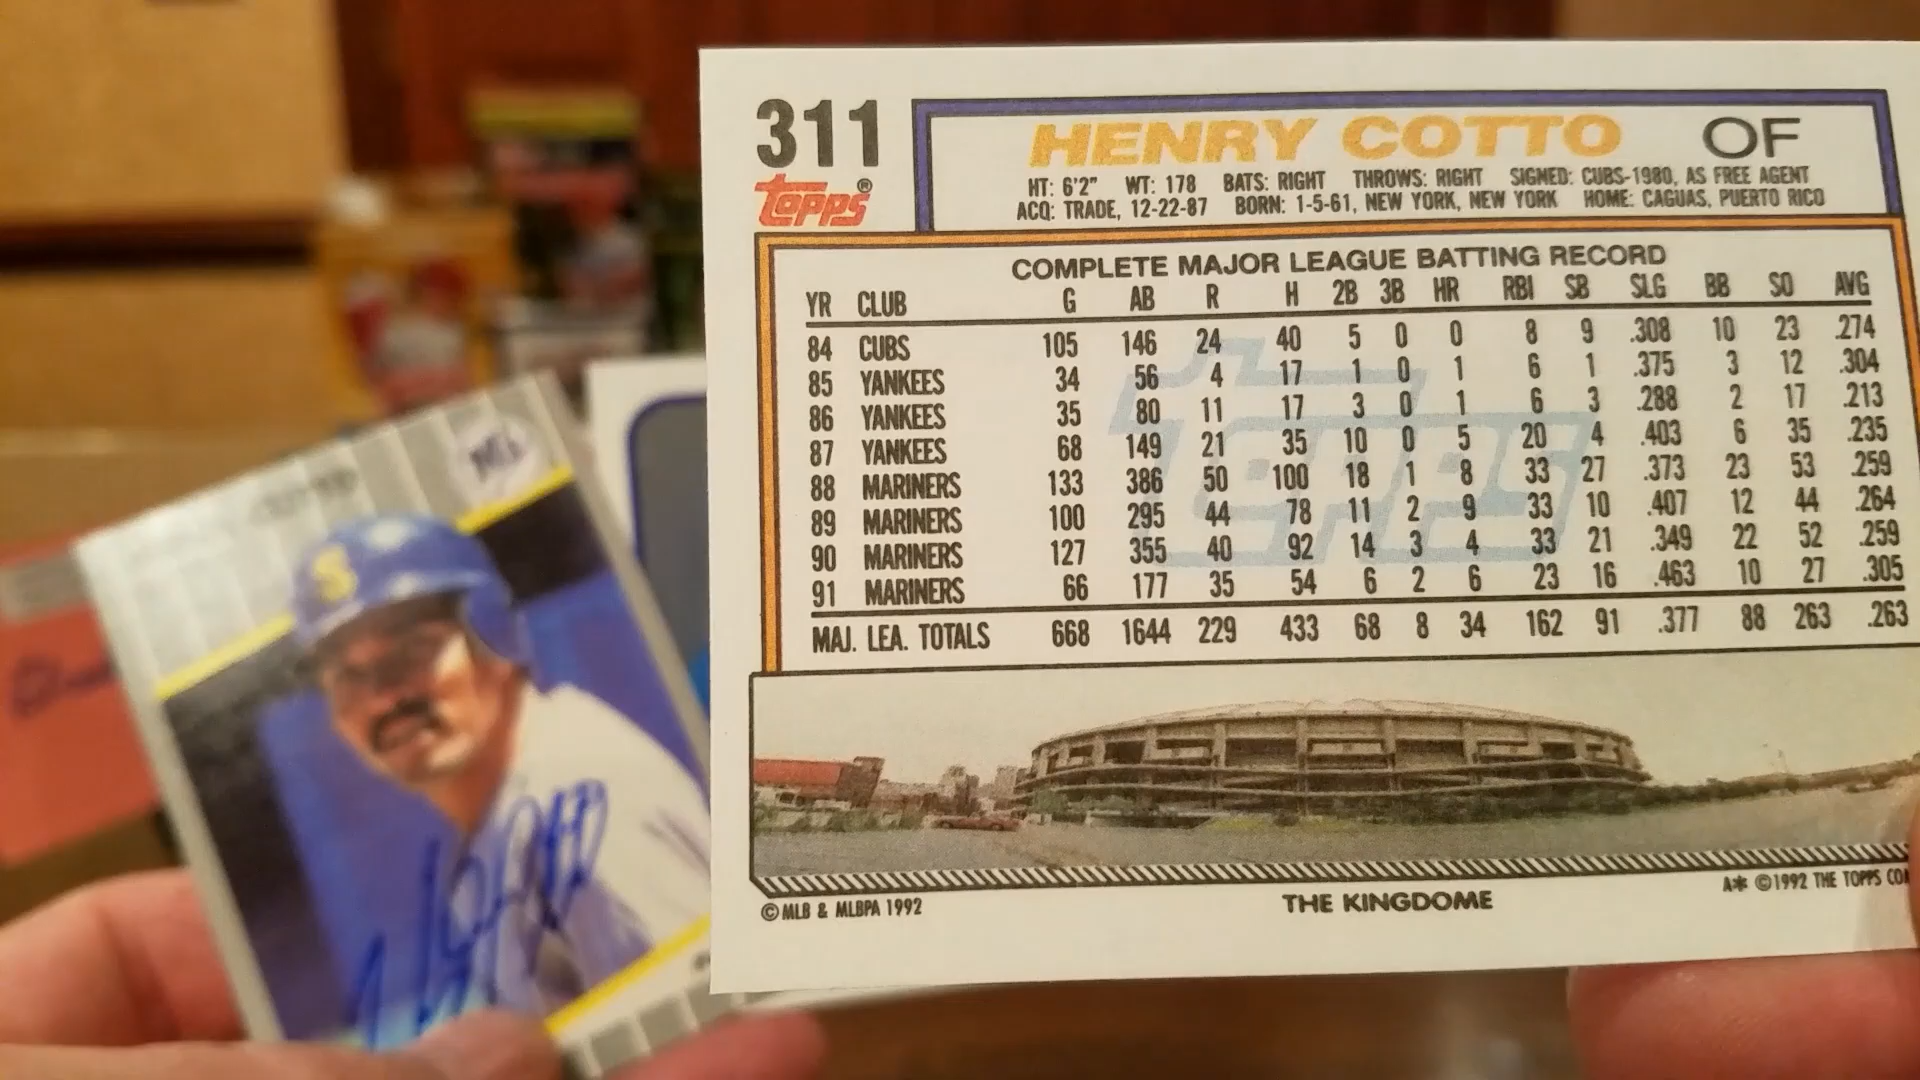 311
Topps®
HENRY COTTO OF
HT: 6'2" WT: 178 BATS: RIGHT THROWS: RIGHT SIGNED: CUBS-1980, AS FREE AGENT
ACQ: TRADE, 12-22-87 BORN: 1-5-61, NEW YORK, NEW YORK HOME: CAGUAS, PUERTO RICO
COMPLETE MAJOR LEAGUE BATTING RECORD
YR CLUB G AB R H 2B 3B HR RBI SB SLG BB SO AVG
84 CUBS 105 146 24 40 5 0 0 8 9 .308 10 23 .274
85 YANKEES 34 56 4 17 1 0 1 6 1 .375 3 12 .304
86 YANKEES 35 80 11 17 3 0 1 6 3 .288 2 17 .213
87 YANKEES 68 149 21 35 10 0 5 20 4 .403 6 35 .235
88 MARINERS 133 386 50 100 18 1 8 33 27 .373 23 53 .259
89 MARINERS 100 295 44 78 11 2 9 33 10 .407 12 44 .264
90 MARINERS 127 355 40 92 14 3 4 33 21 .349 22 52 .259
91 MARINERS 66 177 35 54 6 2 6 23 16 .463 10 27 .305
MAJ. LEA. TOTALS 668 1644 229 433 68 8 34 162 91 .377 88 263 .263
Topps
©MLB & MLBPA 1992
THE KINGDOME
A* ©1992 THE TOPPS CO
S